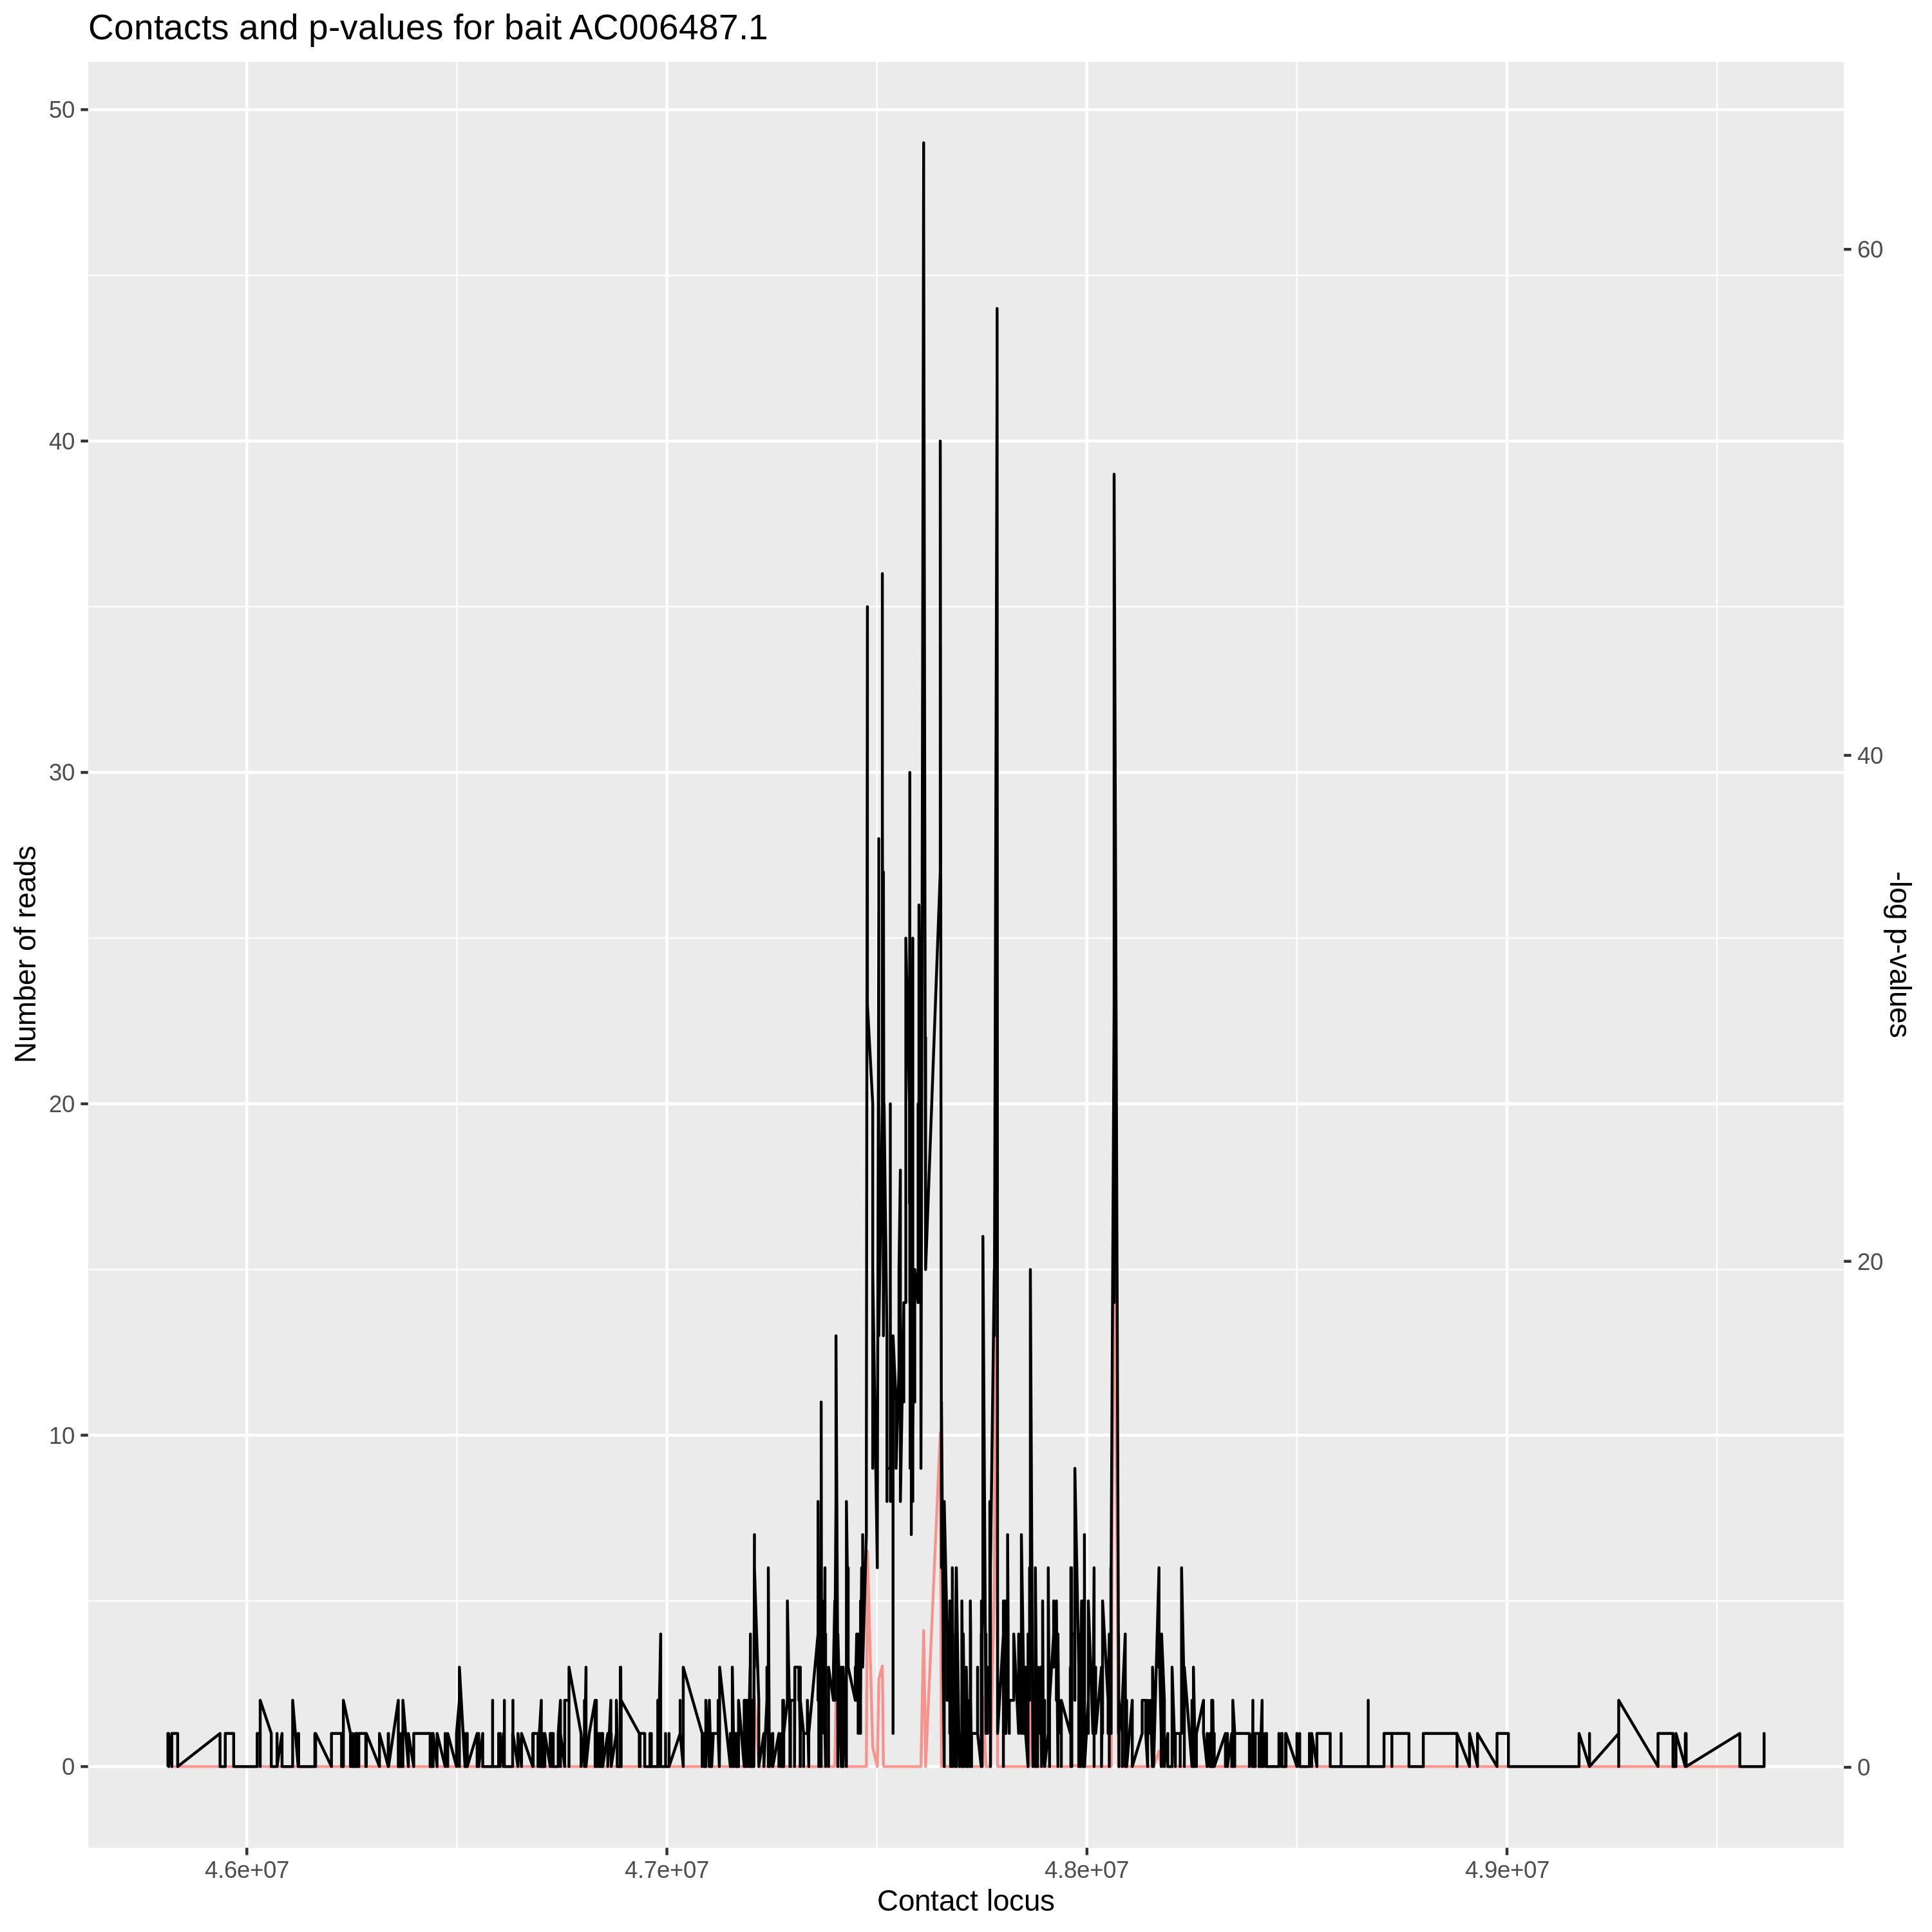 Contacts and p-values for bait AC006487.1
50
40
30
20
10
0
Number of reads
60
40
20
0
-log p-values
4.6e+07
4.7e+07
4.8e+07
4.9e+07
Contact locus